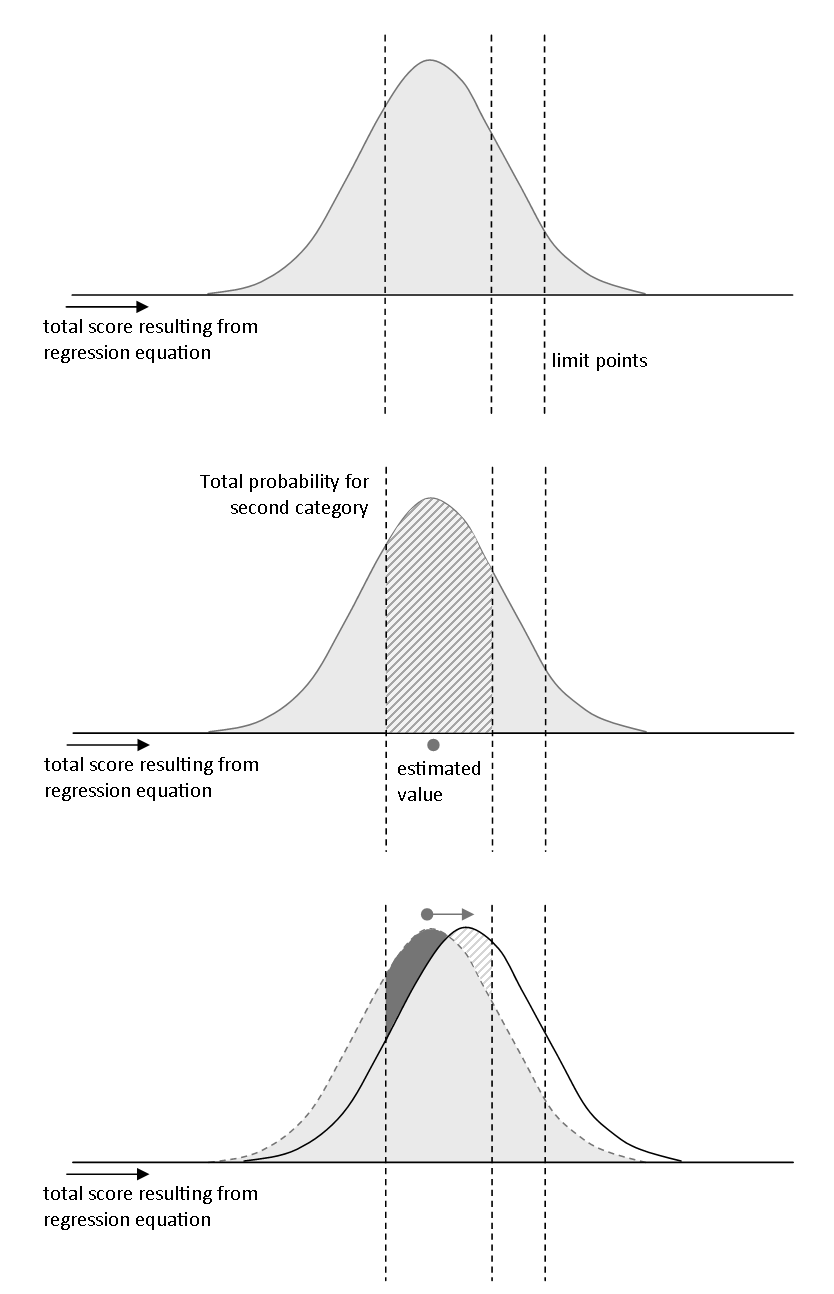 total score resulting from
regression equation
limit points
Total probability for
second category
total score resulting from
regression equation
estimated
value
total score resulting from
regression equation